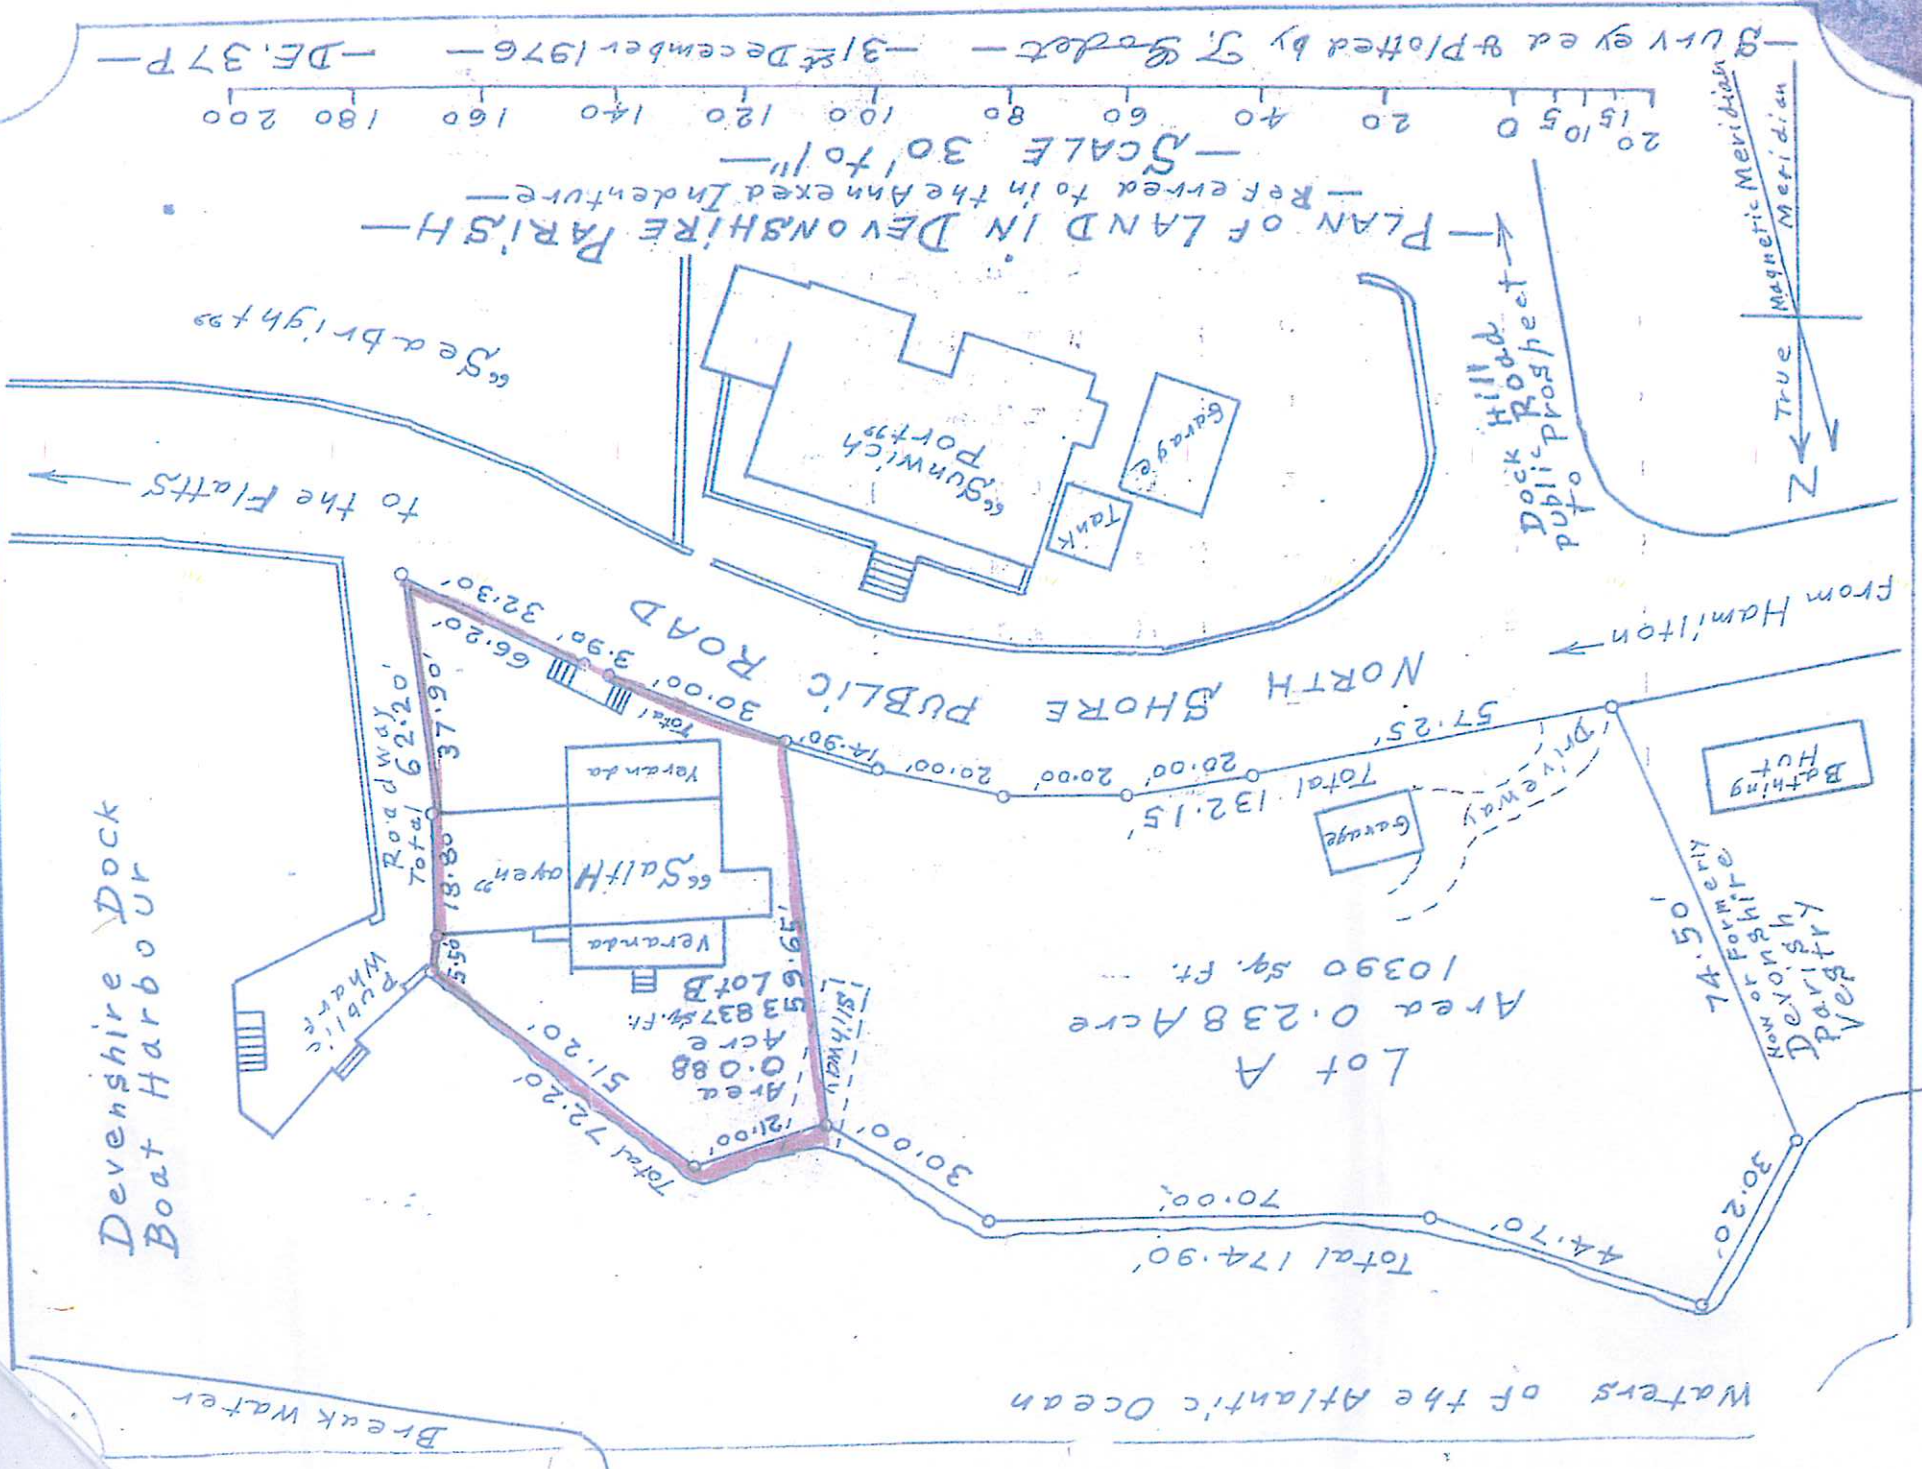 Waters of the Atlantic Ocean
Break Water
Total 174·90'
44·70'
70·00'
30·00'
30·20'
Total 72·20'
21·00'
51·20'
Devenshire Dock
Boat Harbour
Public
Wharf
Lot A
Area 0.238 Acre
10390 Sq. Ft.
Slipway
Area
0·088
Acre
3837 Sq. Ft.
Lot B
59.65'
5·50'
18·80'
37·90'
Roadway
Total 62·20'
Veranda
"Salt Haven"
Veranda
74·50'
Now or Formerly
Devonshire
Parish
Vestry
Bathing
Hut
Garage
Driveway
Total 132·15'
57·25'
20·00'
20·00'
20·00'
14·90'
30·00'
Total
66·20'
3·90'
32·30'
NORTH SHORE PUBLIC ROAD
From Hamilton
to the Flatts
Dock Hill
Public Road
to Prospect
Tank
Garage
"Sunwich
Port"
"Seabright"
N
True
Meridian
Magnetic Meridian
—PLAN OF LAND IN DEVONSHIRE PARISH—
—Referred to in the Annexed Indenture—
—SCALE 30' to 1"—
20 15 10 5 0 20 40 60 80 100 120 140 160 180 200
—Surveyed & Plotted by T. Godet— —31st December 1976— —DE. 37P—